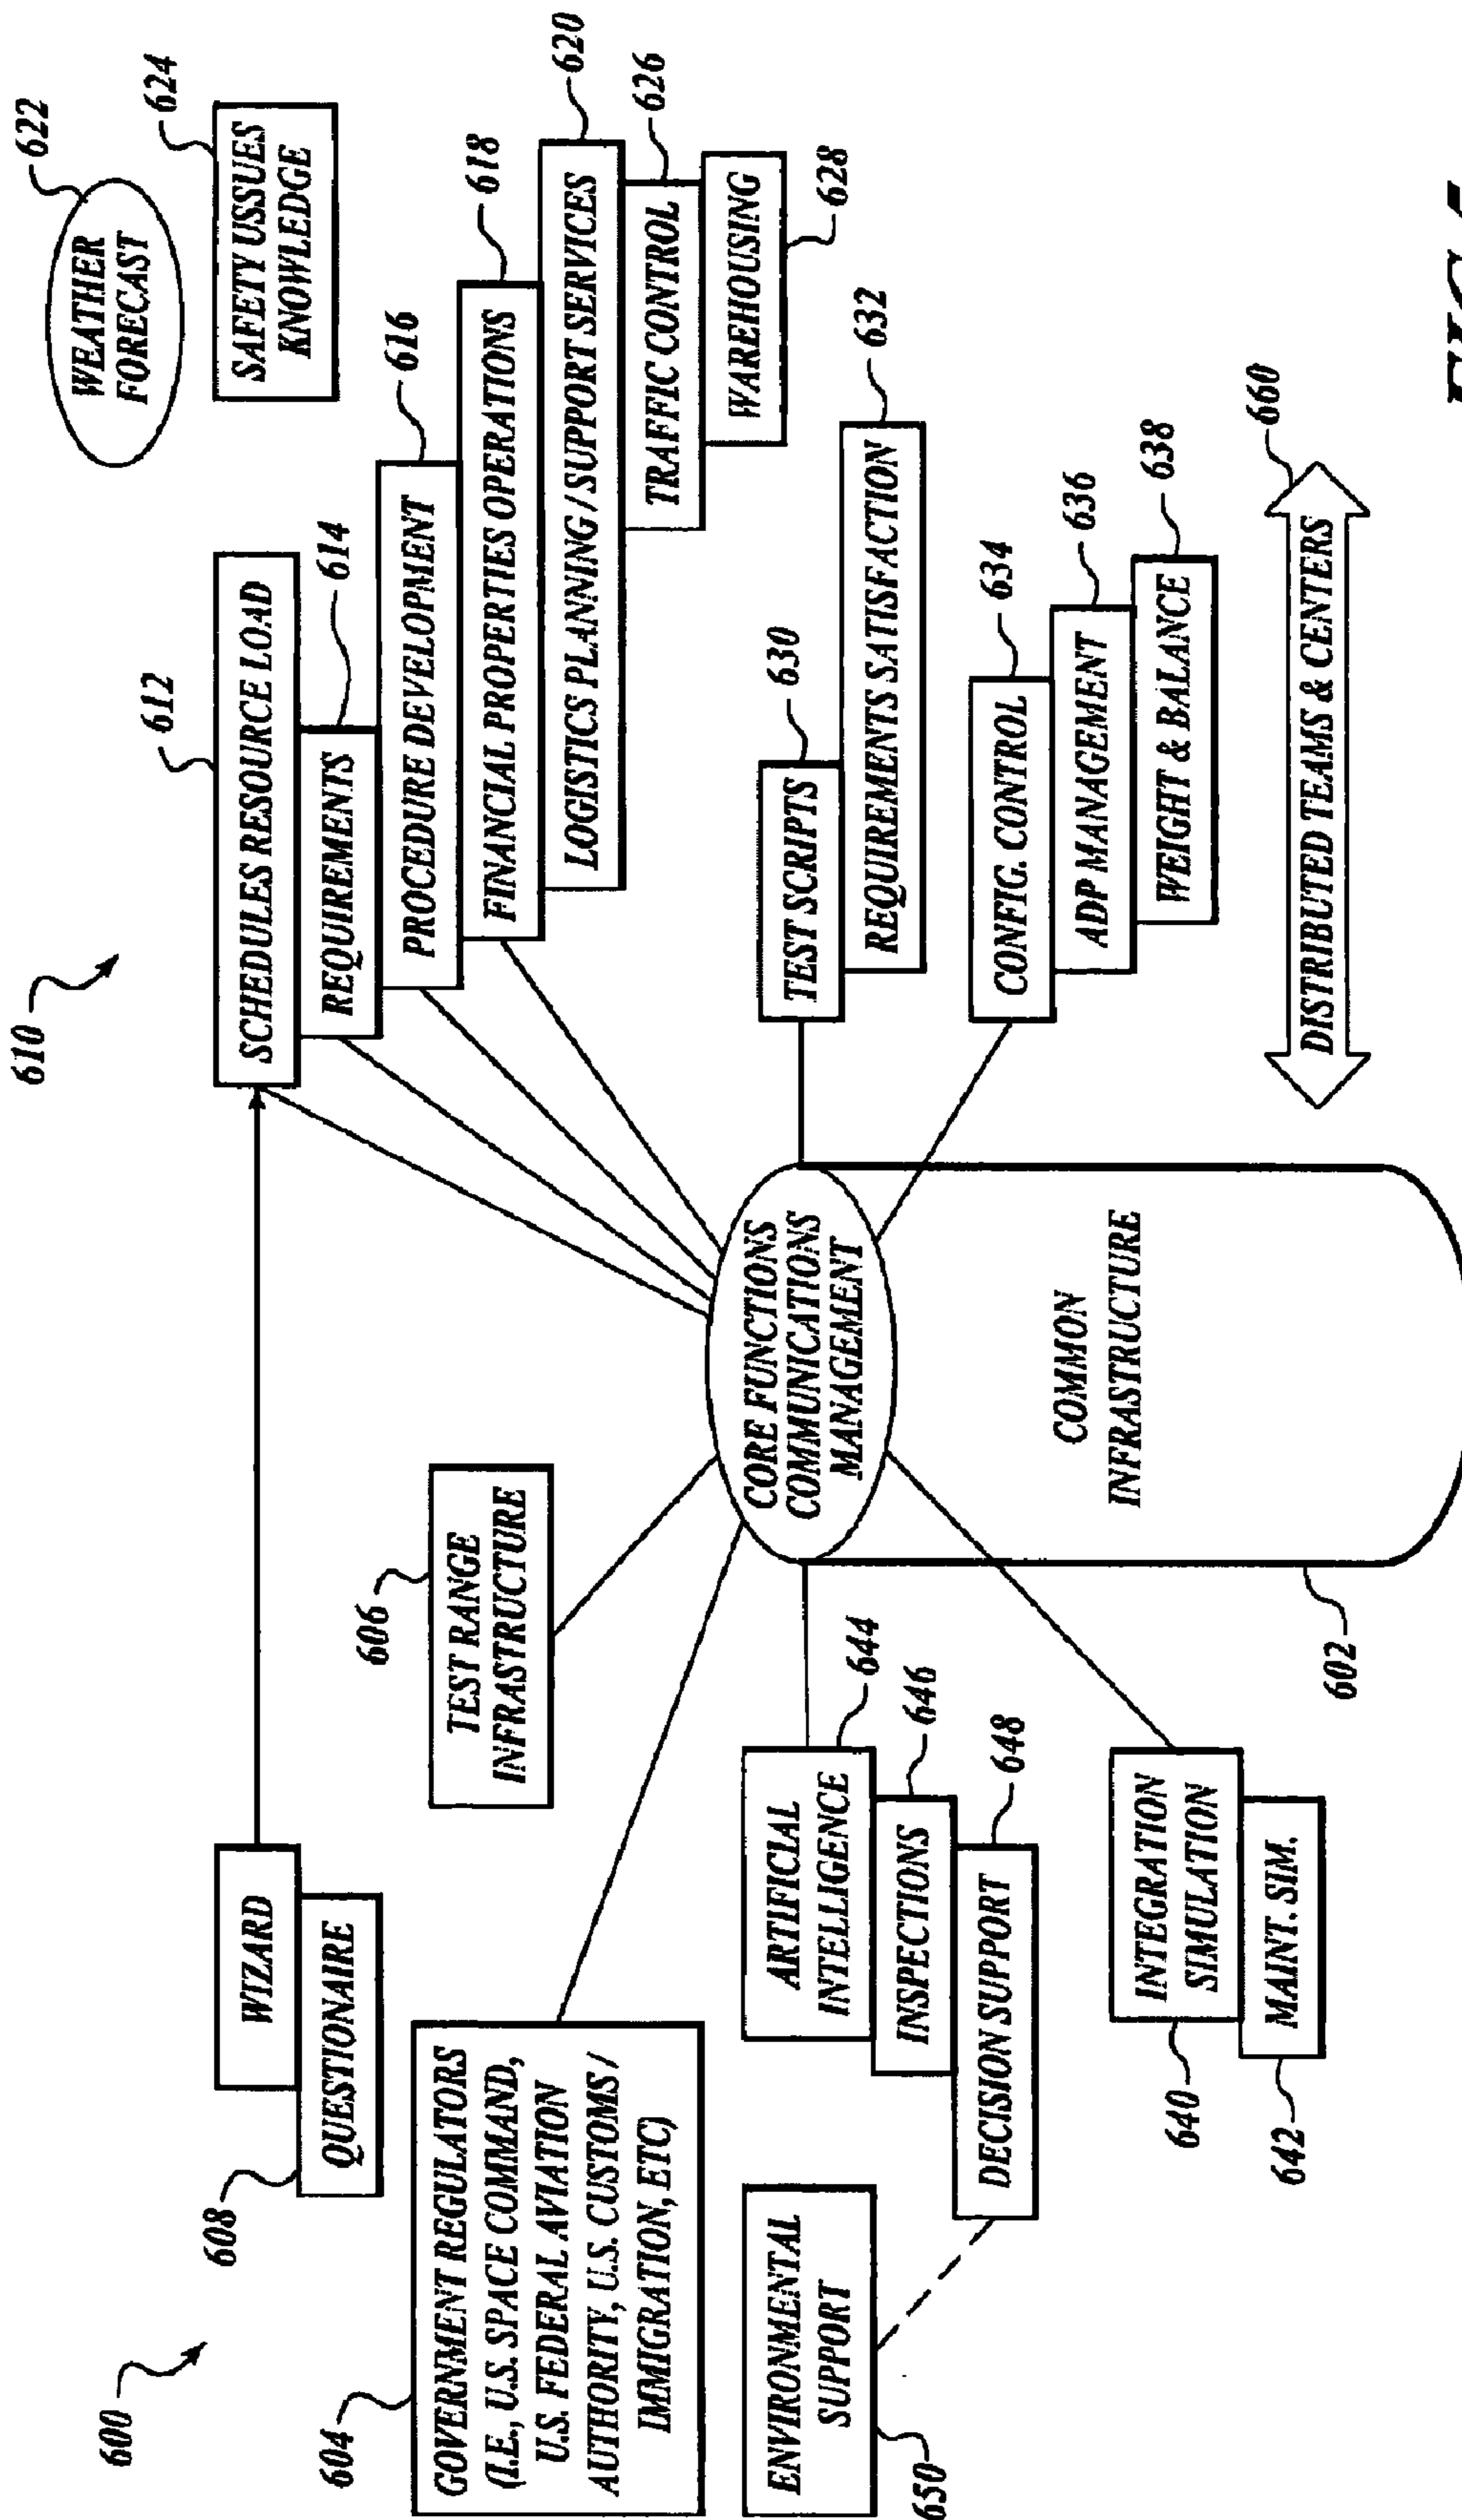 600
610
622
WEATHER
FORECAST
624
SAFETY USSUES
KNOWLEDGE
608
WIZARD
QUESTIONAIRE
612
SCHEDULES RESOURCE LOAD
REQUIREMENTS
614
PROCEDURE DEVELOPMENT
616
FINANCIAL PROPERTIES OPERATIONS
618
LOGISTICS PLANNING / SUPPORT SERVICES
620
TRAFFIC CONTROL
626
WAREHOUSING
628
604
GOVERNMENT REGULATORS
(I.E., U.S. SPACE COMMAND,
U.S. FEDERAL AVIATION
AUTHORITY, U.S. CUSTOMS /
IMMIGRATION, ETC)
606
TEST RANGE
INFRASTRUCTURE
CORE FUNCTIONS
COMMUNICATIONS
MANAGEMENT
TEST SCRIPTS
630
REQUIREMENTS SATISFACTION
632
ENVIRONMENTAL
SUPPORT
650
ARTIFICIAL
INTELLIGENCE
644
INSPECTIONS
646
DECISION SUPPORT
648
CONFIG. CONTROL
634
ADP MANAGEMENT
636
WEIGHT & BALANCE
638
COMMON
INFRASTRUCTURE
INTEGRATION
SIMULATION
640
MAINT. SIM.
642
602
DISTRIBUTED TEAMS & CENTERS
660